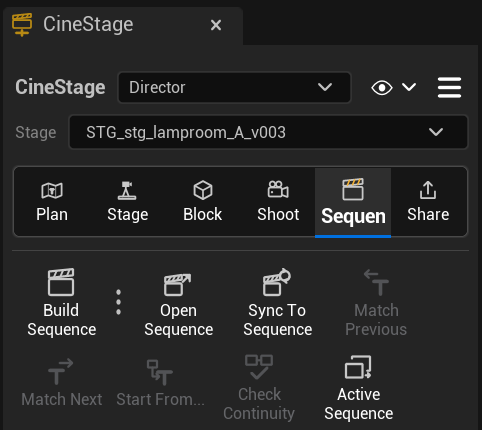 CineStage
CineStage Director
Stage STG_stg_lamproom_A_v003
Plan Stage Block Shoot Sequen Share
Build Open Sync To Match
Sequence Sequence Sequence Previous
Match Next Start From... Check Active
Continuity Sequence